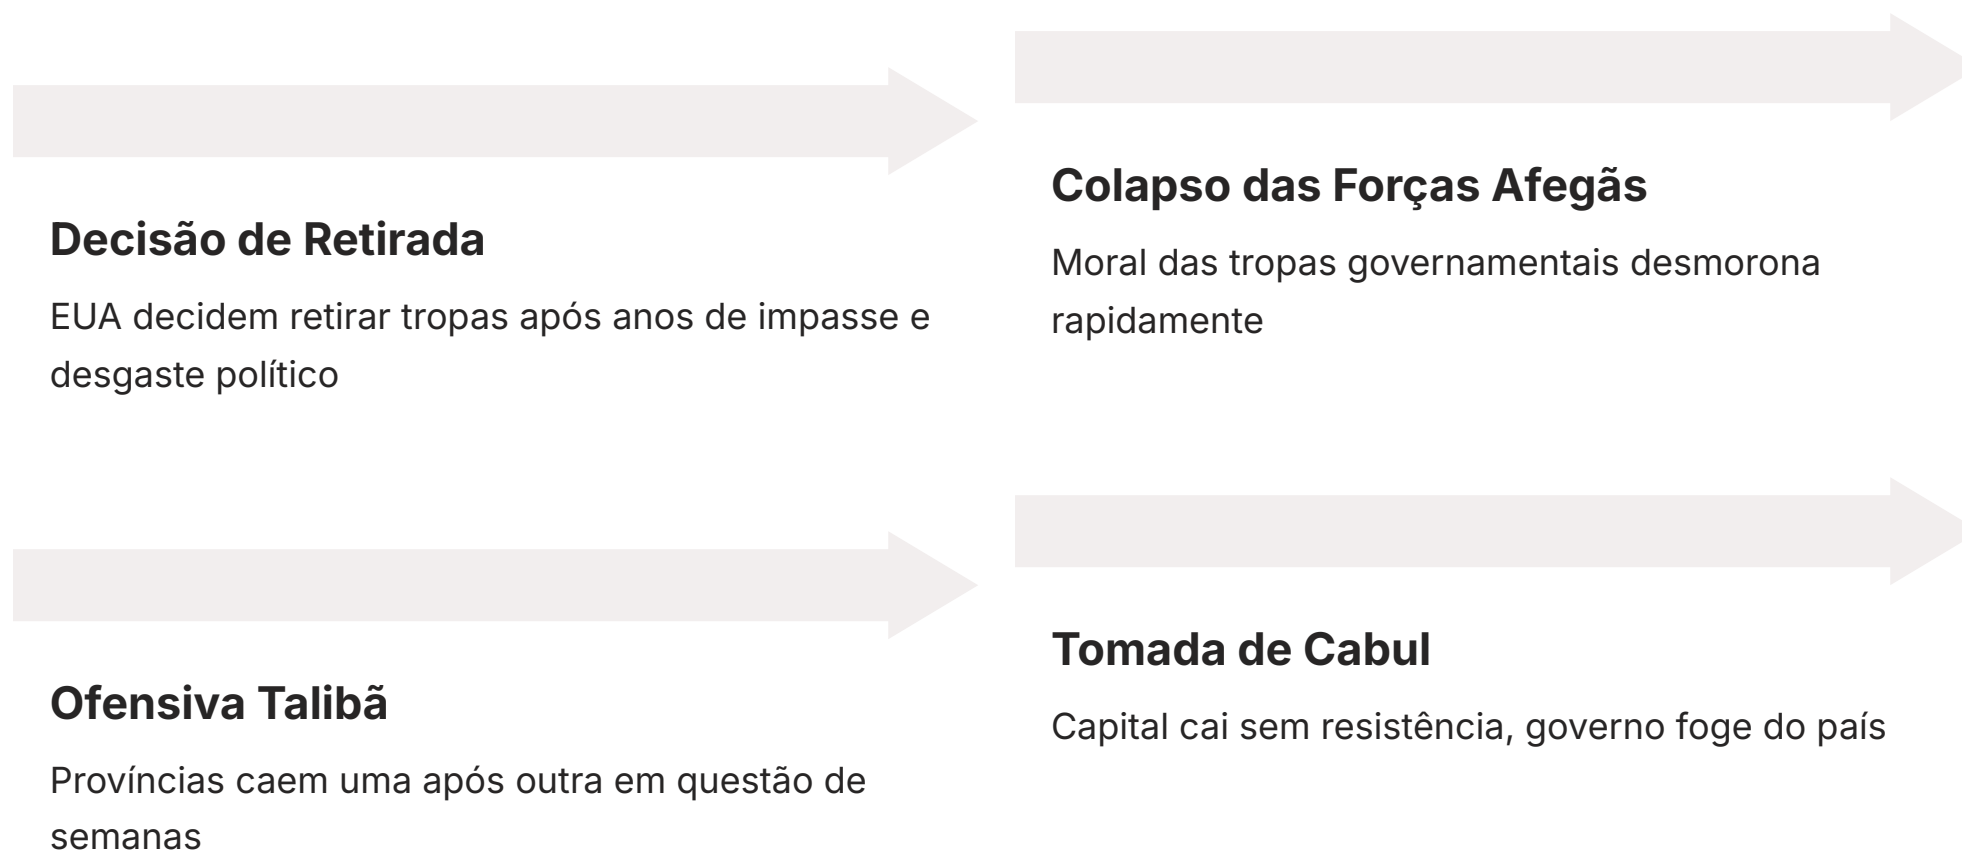 Decisão de Retirada
EUA decidem retirar tropas após anos de impasse e
desgaste político
Colapso das Forças Afegãs
Moral das tropas governamentais desmorona
rapidamente
Ofensiva Talibã
Províncias caem uma após outra em questão de
semanas
Tomada de Cabul
Capital cai sem resistência, governo foge do país